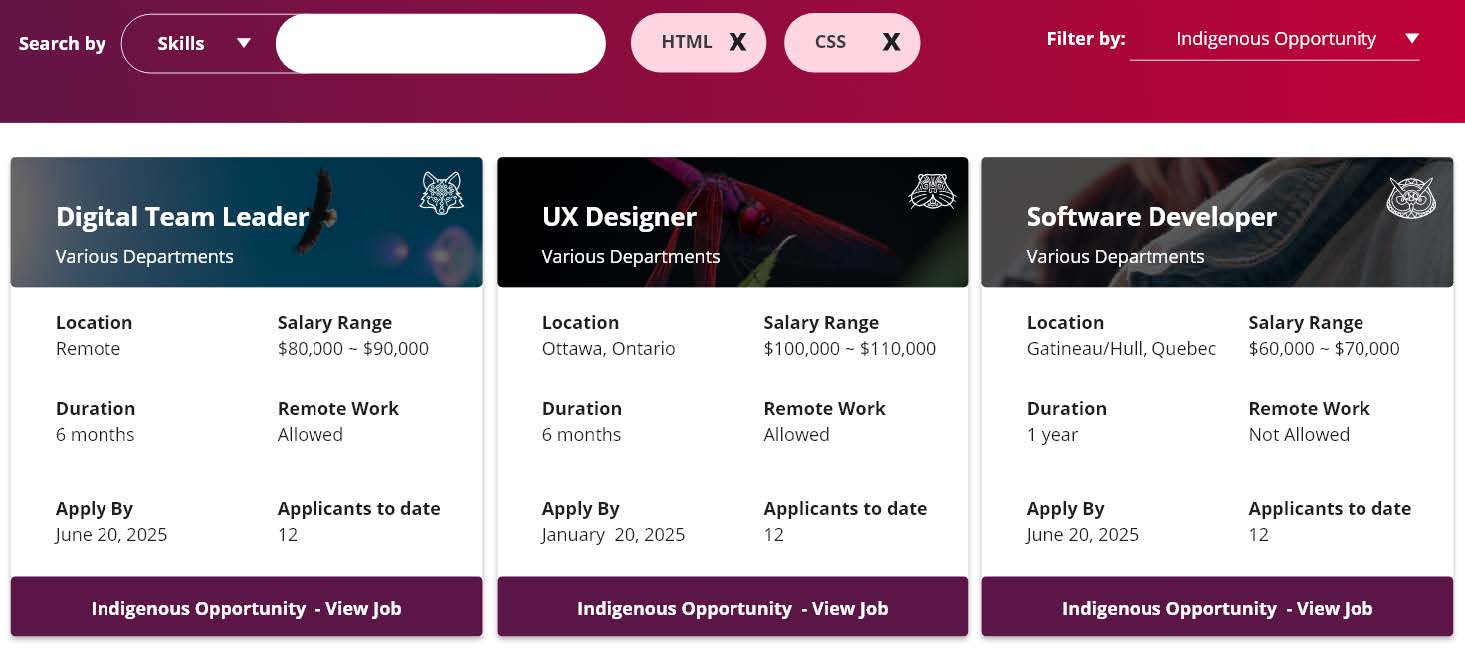 Search by Skills HTML X CSS X Filter by: Indigenous Opportunity
Digital Team Leader
Various Departments
Location Salary Range
Remote $80,000 ~ $90,000
Duration Remote Work
6 months Allowed
Apply By Applicants to date
June 20, 2025 12
Indigenous Opportunity - View Job
UX Designer
Various Departments
Location Salary Range
Ottawa, Ontario $100,000 ~ $110,000
Duration Remote Work
6 months Allowed
Apply By Applicants to date
January 20, 2025 12
Indigenous Opportunity - View Job
Software Developer
Various Departments
Location Salary Range
Gatineau/Hull, Quebec $60,000 ~ $70,000
Duration Remote Work
1 year Not Allowed
Apply By Applicants to date
June 20, 2025 12
Indigenous Opportunity - View Job